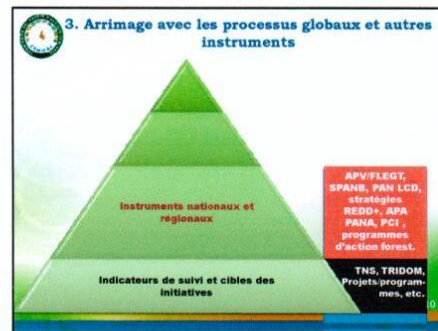 3. Arrimage avec les processus globaux et autres
instruments
4
Instruments nationaux et
régionaux
APV/FLEGT,
SPANB, PAN LCD,
stratégies
REDD+, APA
PANA, PCI ,
programmes
d'action forest.
Indicateurs de suivi et cibles des
initiatives
TNS, TRIDOM,
Projets/program-
mes, etc.